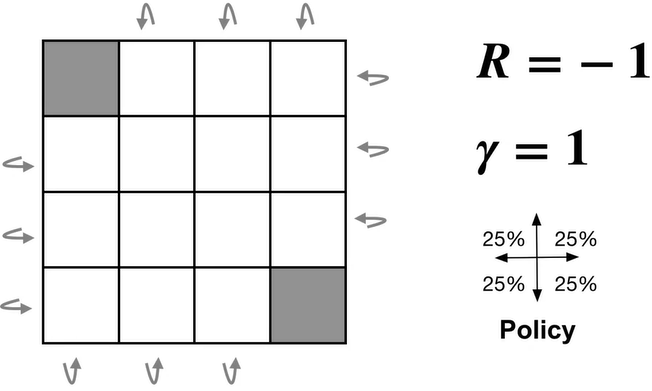 R = − 1
γ = 1
25% 25%
25% 25%
Policy